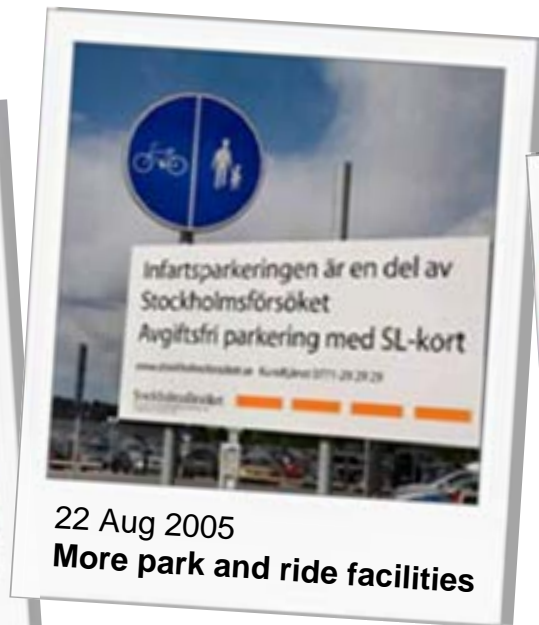 Infartsparkeringen är en del av
Stockholmsförsöket
Avgiftsfri parkering med SL-kort
Stockholmsförsöket
22 Aug 2005
More park and ride facilities